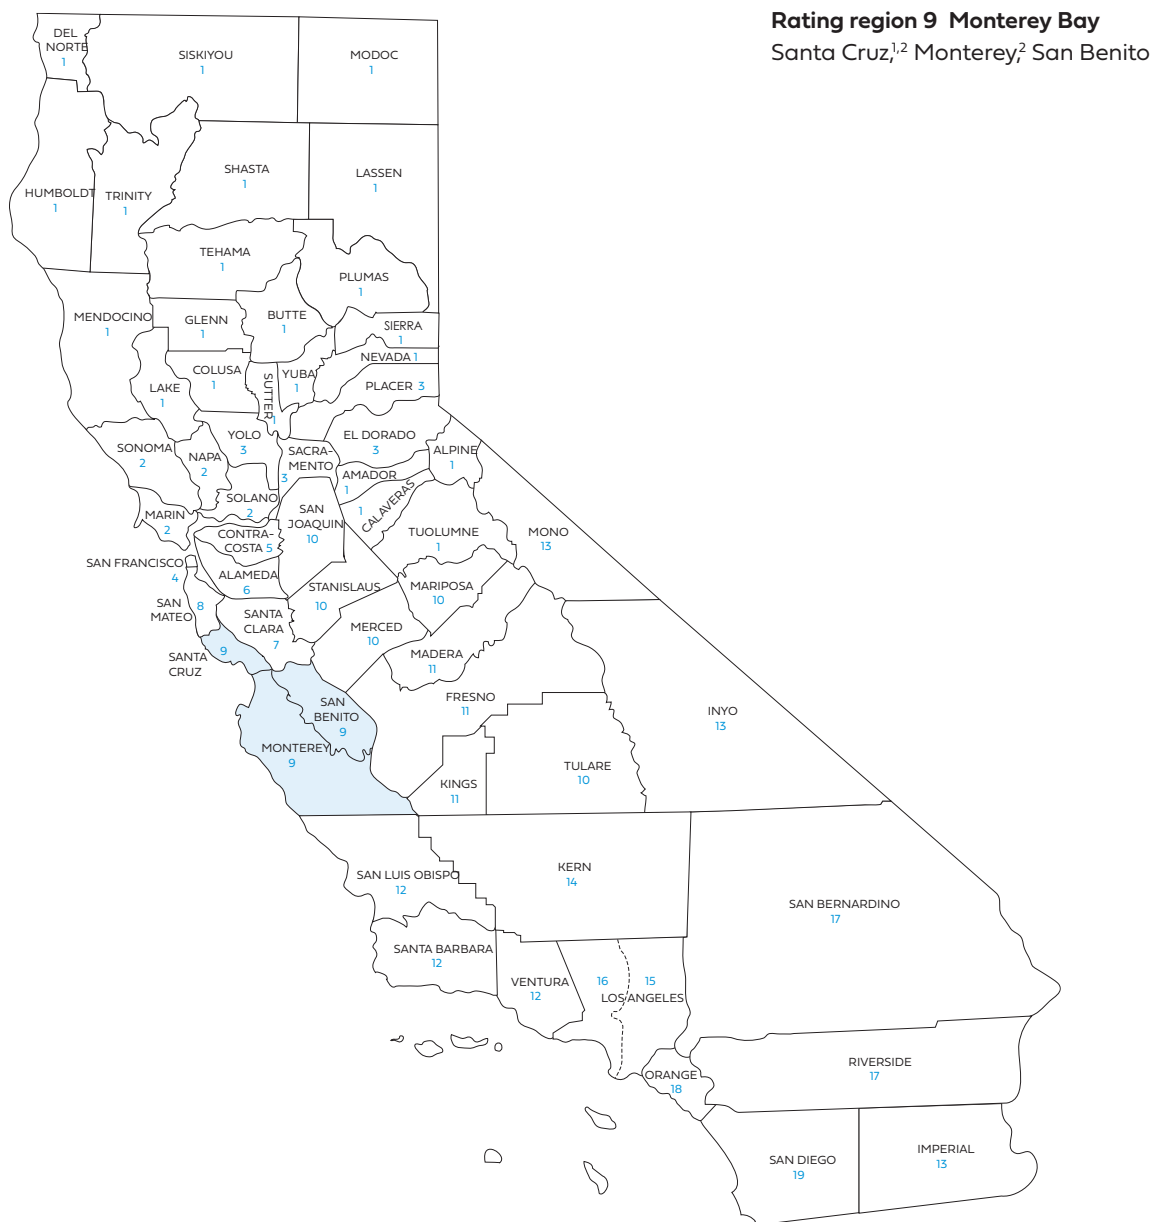 Rating region 9 Monterey Bay
Santa Cruz,1,2 Monterey,2 San Benito
DEL
NORTE
1
SISKIYOU
1
MODOC
1
SHASTA
1
LASSEN
1
HUMBOLDT
1
TRINITY
1
TEHAMA
1
PLUMAS
1
MENDOCINO
1
GLENN
1
BUTTE
1
SIERRA
1
NEVADA 1
COLUSA
1
SUTTER
1
YUBA
1
PLACER 3
LAKE
1
SONOMA
2
NAPA
2
YOLO
3
SACRA-
MENTO
3
EL DORADO
3
ALPINE
1
AMADOR
1
CALAVERAS
1
SOLANO
2
MARIN
2
SAN
JOAQUIN
10
CONTRA-
COSTA 5
TUOLUMNE
1
MONO
13
SAN FRANCISCO
4
ALAMEDA
6
STANISLAUS
10
MARIPOSA
10
SAN
MATEO
8
SANTA
CLARA
7
MERCED
10
SANTA
CRUZ
9
MADERA
11
FRESNO
11
SAN
BENITO
9
INYO
13
MONTEREY
9
KINGS
11
TULARE
10
SAN LUIS OBISPO
12
KERN
14
SAN BERNARDINO
17
SANTA BARBARA
12
VENTURA
12
16
15
LOS ANGELES
RIVERSIDE
17
ORANGE
18
SAN DIEGO
19
IMPERIAL
13